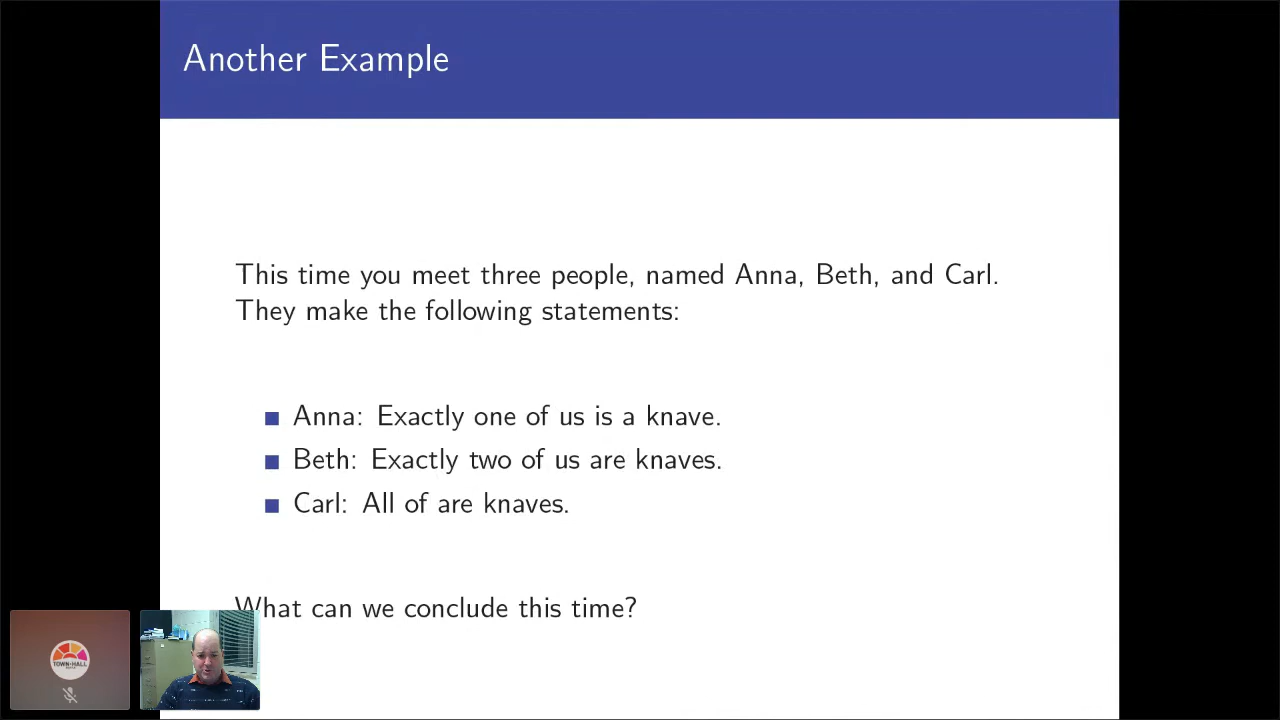 Another Example
This time you meet three people, named Anna, Beth, and Carl.
They make the following statements:
Anna: Exactly one of us is a knave.
Beth: Exactly two of us are knaves.
Carl: All of are knaves.
What can we conclude this time?
TOWN HALL